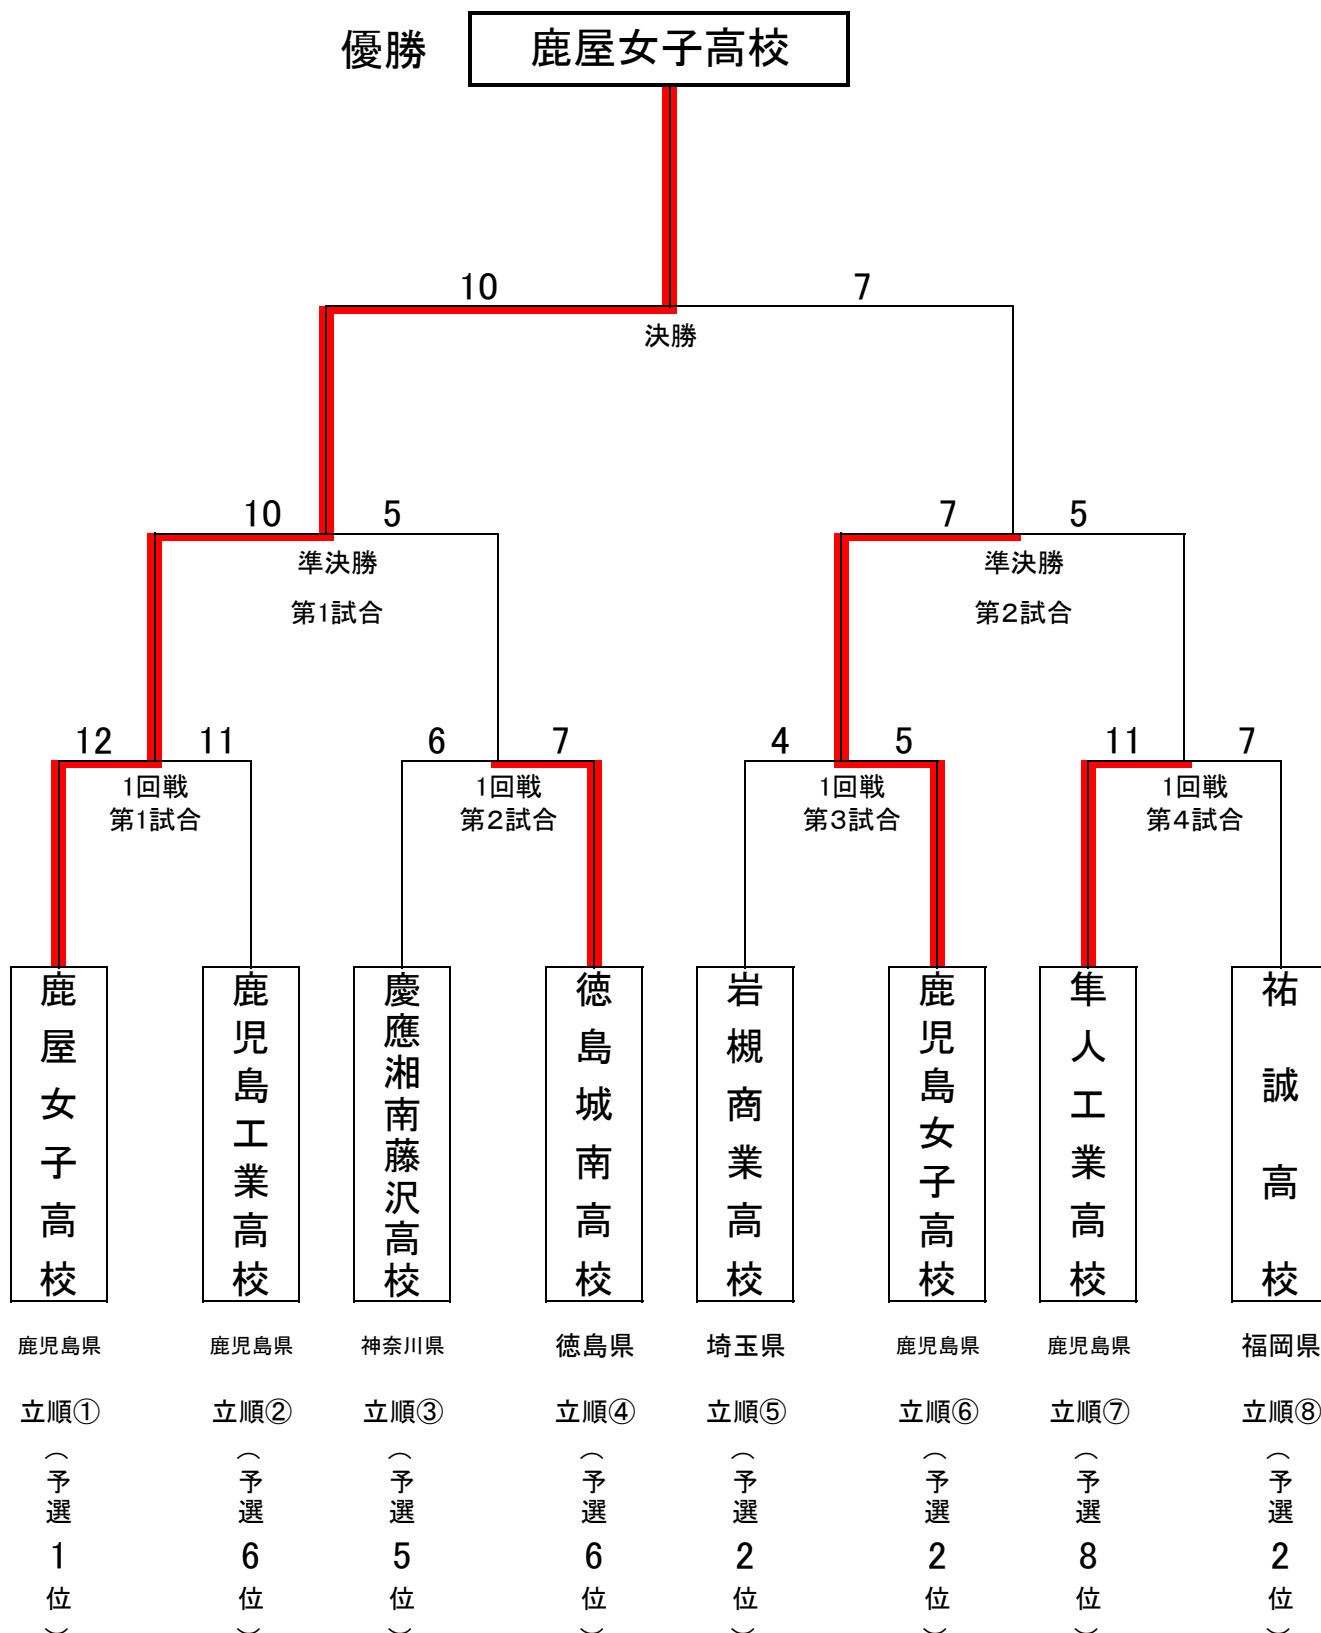 優勝 鹿屋女子高校
10 7
決勝
10 5 7 5
準決勝 準決勝
第1試合 第2試合
12 11 6 7 4 5 11 7
1回戦 1回戦 1回戦 1回戦
第1試合 第2試合 第3試合 第4試合
鹿屋女子高校
鹿児島工業高校
慶應湘南藤沢高校
徳島城南高校
岩槻商業高校
鹿児島女子高校
隼人工業高校
祐誠高校
鹿児島県 鹿児島県 神奈川県 徳島県 埼玉県 鹿児島県 鹿児島県 福岡県
立順① 立順② 立順③ 立順④ 立順⑤ 立順⑥ 立順⑦ 立順⑧
（予選1位）
（予選6位）
（予選5位）
（予選6位）
（予選2位）
（予選2位）
（予選8位）
（予選2位）